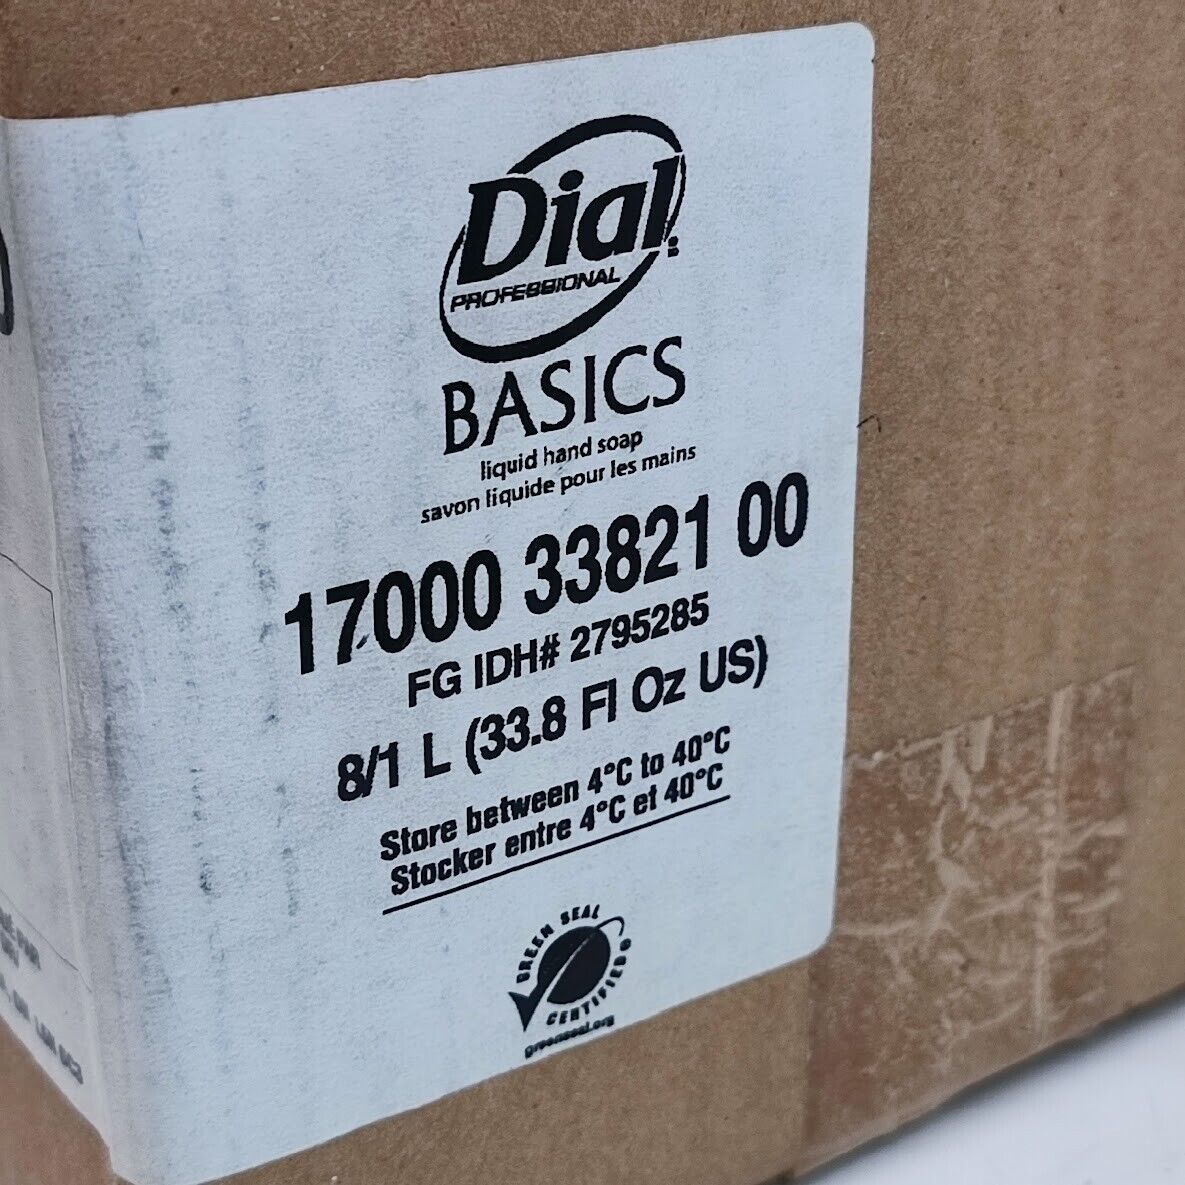 Dial
PROFESSIONAL
BASICS
liquid hand soap
savon liquide pour les mains
17000 33821 00
FG IDH# 2795285
8/1 L (33.8 Fl Oz US)
Store between 4°C to 40°C
Stocker entre 4°C et 40°C
GREEN SEAL
CERTIFIED
greenseal.org